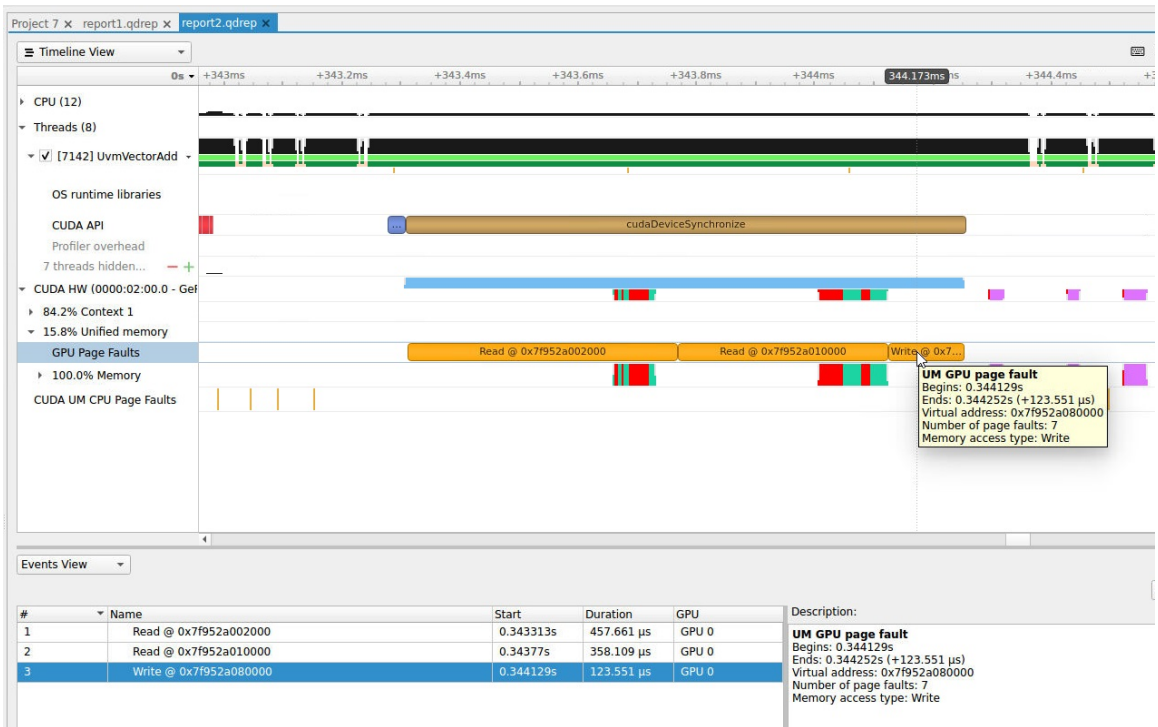 Project 7 × report1.qdrep × report2.qdrep ×
Timeline View
0s +343ms +343.2ms +343.4ms +343.6ms +343.8ms +344ms 344.173ms ms +344.4ms
CPU (12)
Threads (8)
[7142] UvmVectorAdd
OS runtime libraries
CUDA API ... cudaDeviceSynchronize
Profiler overhead
7 threads hidden... − +
CUDA HW (0000:02:00.0 - GeF
84.2% Context 1
15.8% Unified memory
GPU Page Faults Read @ 0x7f952a002000 Read @ 0x7f952a010000 Write @ 0x7...
100.0% Memory
CUDA UM CPU Page Faults
UM GPU page fault
Begins: 0.344129s
Ends: 0.344252s (+123.551 μs)
Virtual address: 0x7f952a080000
Number of page faults: 7
Memory access type: Write
Events View
# Name Start Duration GPU
1 Read @ 0x7f952a002000 0.343313s 457.661 μs GPU 0
2 Read @ 0x7f952a010000 0.34377s 358.109 μs GPU 0
3 Write @ 0x7f952a080000 0.344129s 123.551 μs GPU 0
Description:
UM GPU page fault
Begins: 0.344129s
Ends: 0.344252s (+123.551 μs)
Virtual address: 0x7f952a080000
Number of page faults: 7
Memory access type: Write